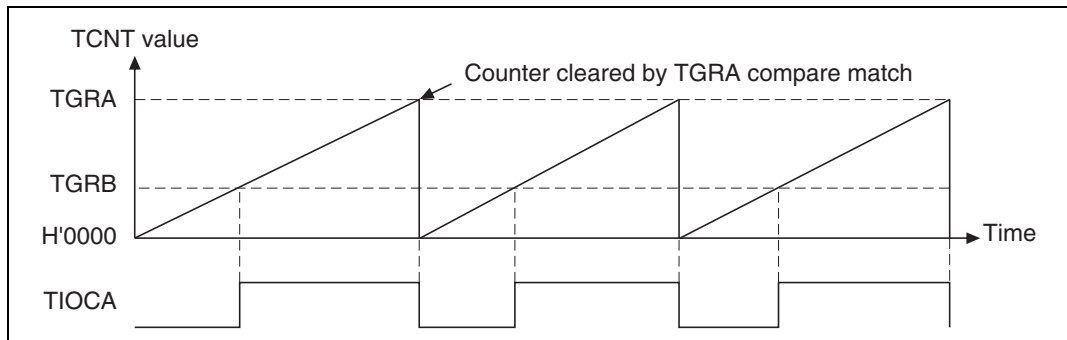 TCNT value
Counter cleared by TGRA compare match
TGRA
TGRB
H'0000
Time
TIOCA